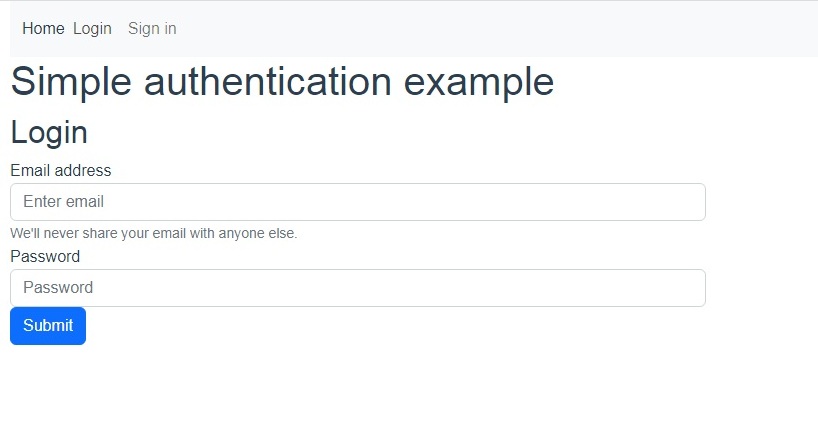 Home Login Sign in
Simple authentication example
Login
Email address
Enter email
We'll never share your email with anyone else.
Password
Password
Submit